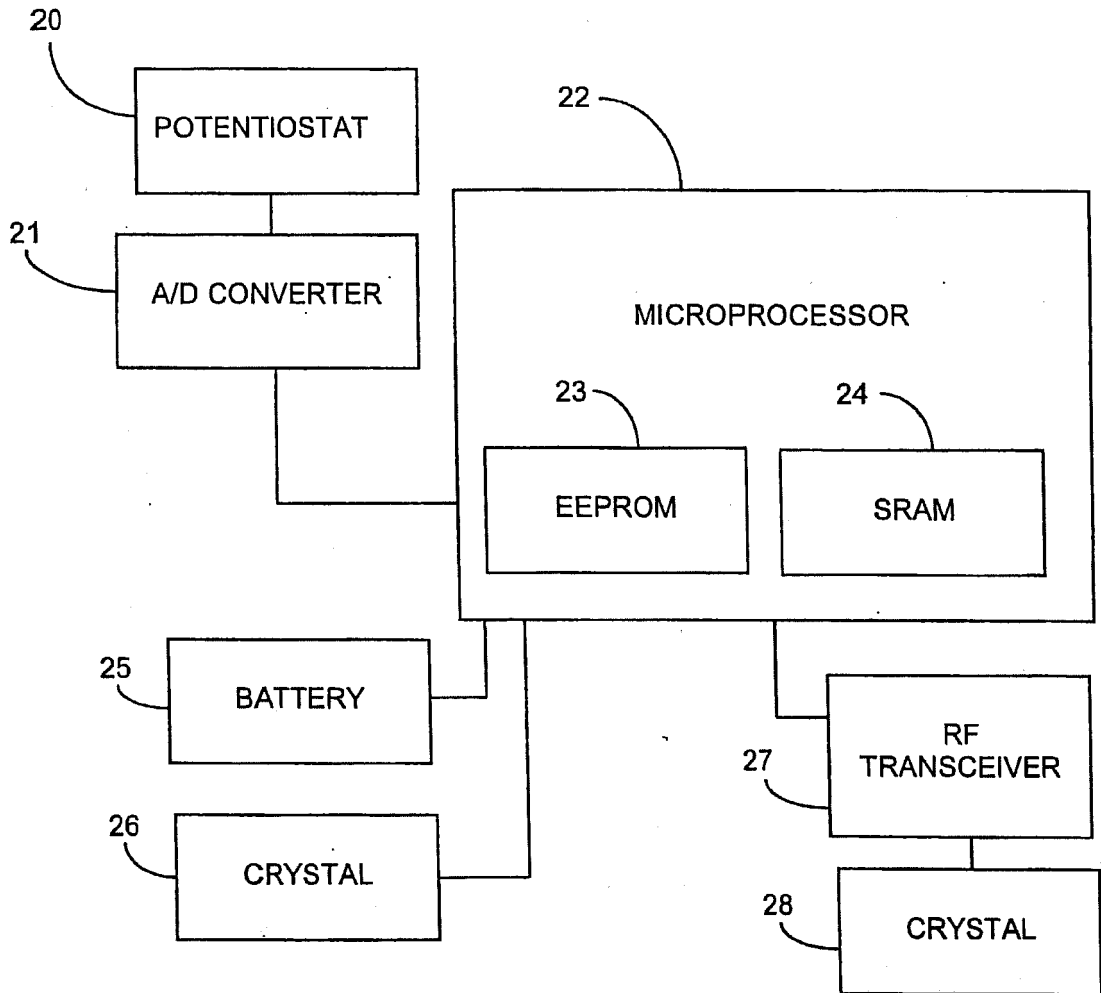 20
POTENTIOSTAT
22
21
A/D CONVERTER
MICROPROCESSOR
23
24
EEPROM
SRAM
25
BATTERY
RF
TRANSCEIVER
27
26
CRYSTAL
28
CRYSTAL